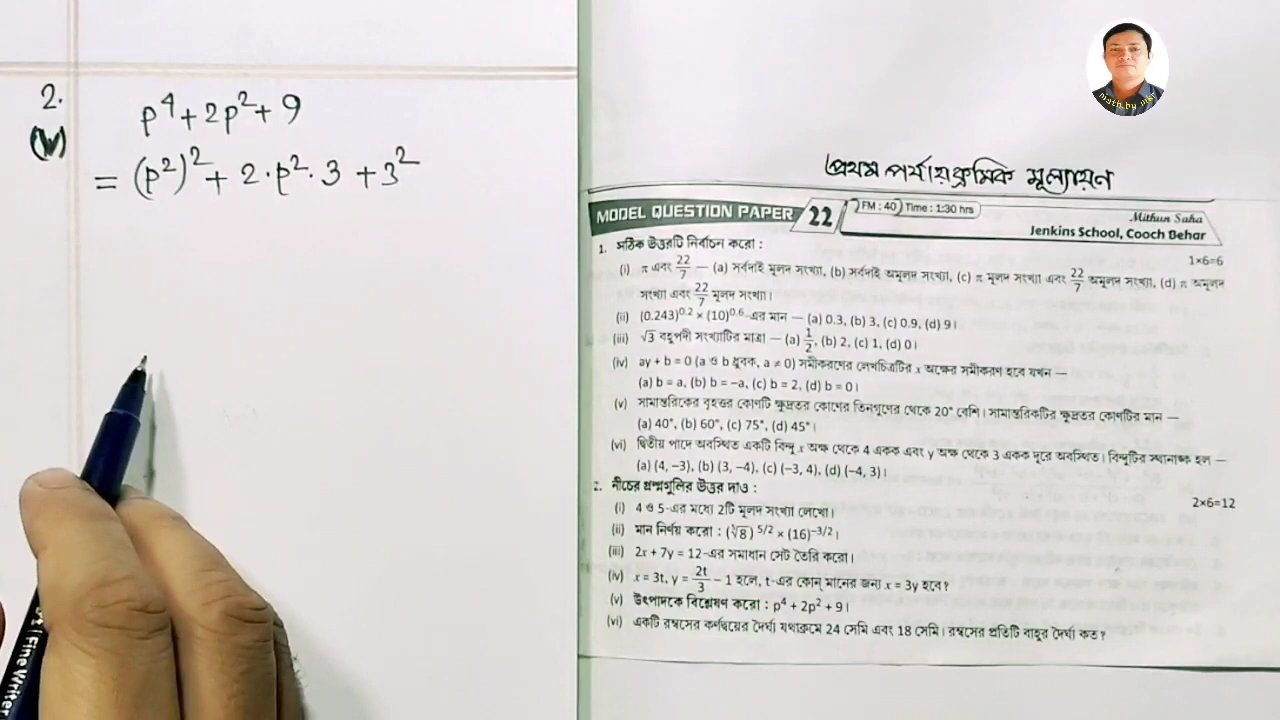 2.
(v)
p⁴ + 2p² + 9
= (p²)² + 2·p²·3 + 3²
math by mbr
প্রথম পর্যায়ক্রমিক মূল্যায়ণ
MODEL QUESTION PAPER 22 FM : 40 Time : 1:30 hrs Mithun Saha
Jenkins School, Cooch Behar
1. সঠিক উত্তরটি নির্বাচন করো : 1×6=6
(i) π এবং 22/7 — (a) সর্বদাই মূলদ সংখ্যা, (b) সর্বদাই অমূলদ সংখ্যা, (c) π মূলদ সংখ্যা এবং 22/7 অমূলদ সংখ্যা, (d) π অমূলদ
সংখ্যা এবং 22/7 মূলদ সংখ্যা।
(ii) (0.243)^0.2 × (10)^0.6-এর মান — (a) 0.3, (b) 3, (c) 0.9, (d) 9।
(iii) √3 বহুপদী সংখ্যাটির মাত্রা — (a) 1/2, (b) 2, (c) 1, (d) 0।
(iv) ay + b = 0 (a ও b ধ্রুবক, a ≠ 0) সমীকরণের লেখচিত্রটির x অক্ষের সমীকরণ হবে যখন —
(a) b = a, (b) b = −a, (c) b = 2, (d) b = 0।
(v) সামান্তরিকের বৃহত্তর কোণটি ক্ষুদ্রতর কোণের তিনগুণের থেকে 20° বেশি। সামান্তরিকটির ক্ষুদ্রতর কোণটির মান —
(a) 40°, (b) 60°, (c) 75°, (d) 45°।
(vi) দ্বিতীয় পাদে অবস্থিত একটি বিন্দু x অক্ষ থেকে 4 একক এবং y অক্ষ থেকে 3 একক দূরে অবস্থিত। বিন্দুটির স্থানাঙ্ক হল —
(a) (4, −3), (b) (3, −4), (c) (−3, 4), (d) (−4, 3)।
2. নীচের প্রশ্নগুলির উত্তর দাও : 2×6=12
(i) 4 ও 5-এর মধ্যে 2টি মূলদ সংখ্যা লেখো।
(ii) মান নির্ণয় করো : (∛8)^5/2 × (16)^−3/2।
(iii) 2x + 7y = 12-এর সমাধান সেট তৈরি করো।
(iv) x = 3t, y = 2t/3 − 1 হলে, t-এর কোন্ মানের জন্য x = 3y হবে?
(v) উৎপাদকে বিশ্লেষণ করো : p⁴ + 2p² + 9।
(vi) একটি রম্বসের কর্ণদ্বয়ের দৈর্ঘ্য যথাক্রমে 24 সেমি এবং 18 সেমি। রম্বসের প্রতিটি বাহুর দৈর্ঘ্য কত?
Fine Writer